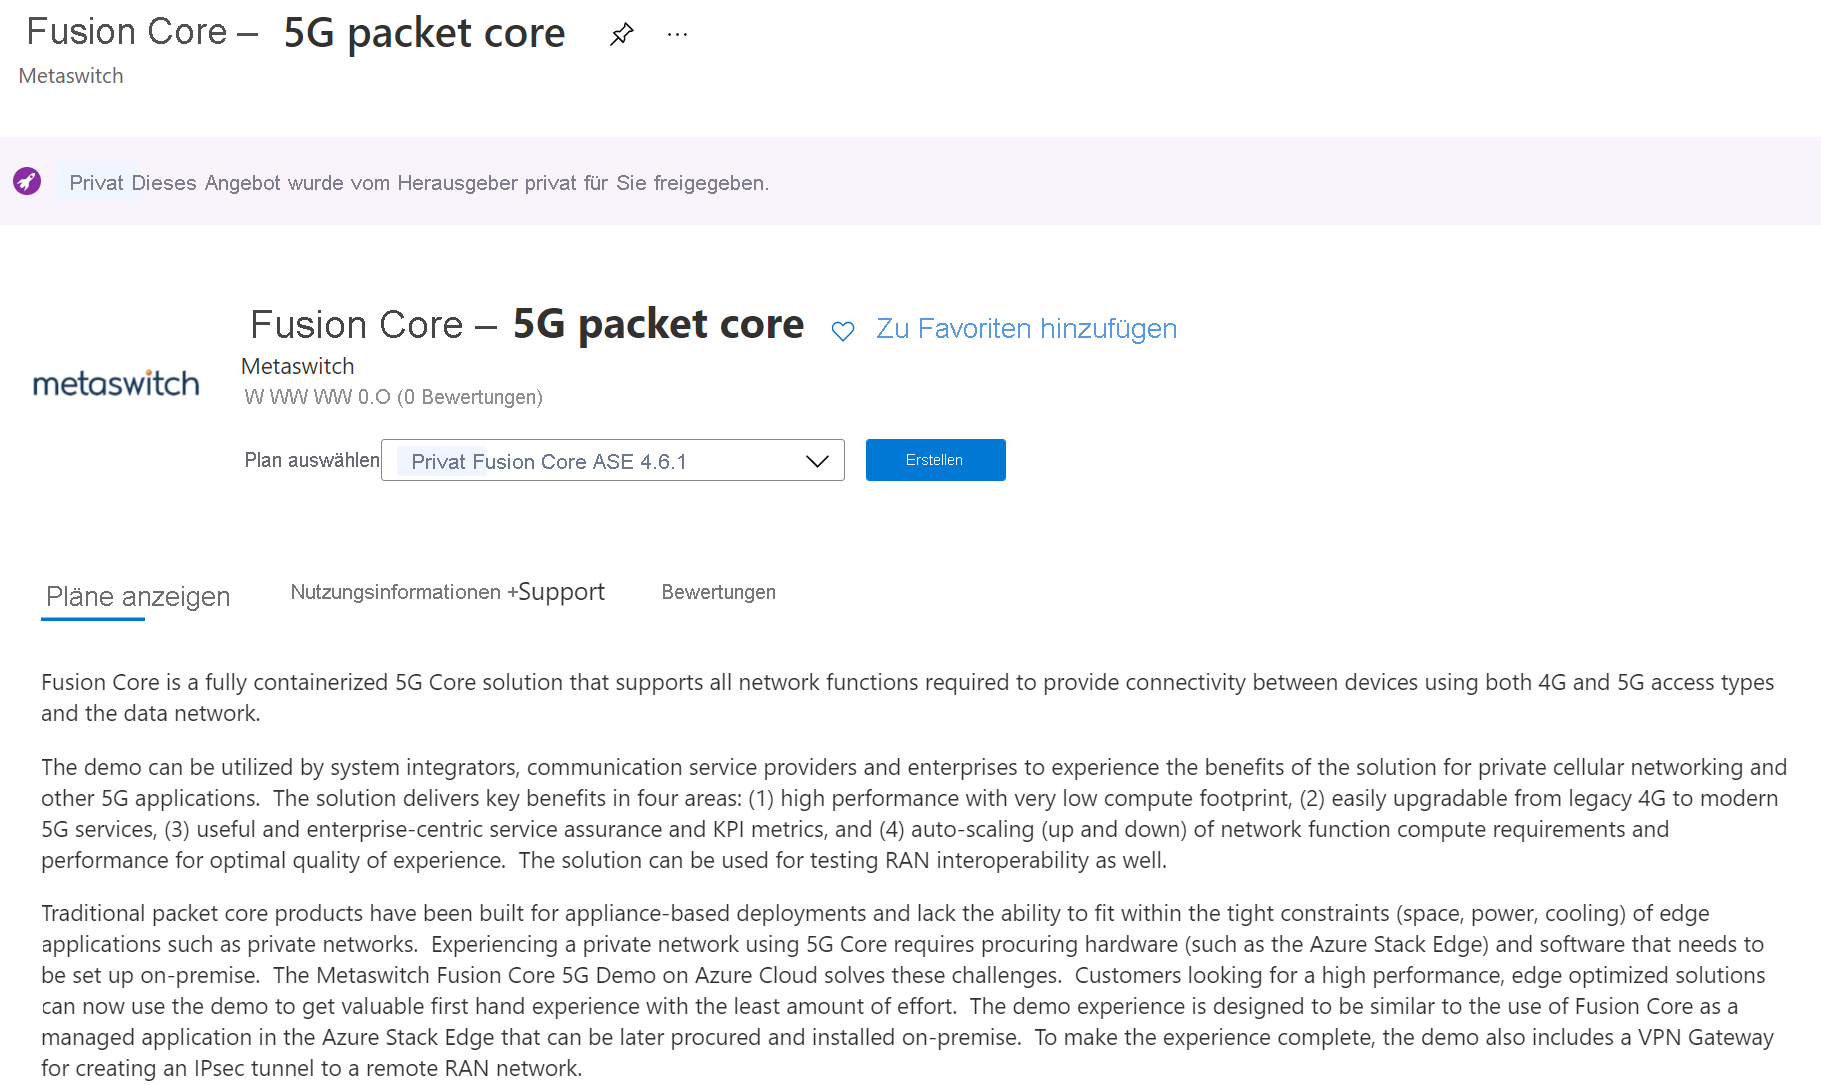 Fusion Core – 5G packet core ...
Metaswitch
Privat Dieses Angebot wurde vom Herausgeber privat für Sie freigegeben.
Fusion Core – 5G packet core Zu Favoriten hinzufügen
metaswitch
Metaswitch
W WW WW 0.O (0 Bewertungen)
Plan auswählen Privat Fusion Core ASE 4.6.1 Erstellen
Pläne anzeigen Nutzungsinformationen +Support Bewertungen
Fusion Core is a fully containerized 5G Core solution that supports all network functions required to provide connectivity between devices using both 4G and 5G access types
and the data network.
The demo can be utilized by system integrators, communication service providers and enterprises to experience the benefits of the solution for private cellular networking and
other 5G applications. The solution delivers key benefits in four areas: (1) high performance with very low compute footprint, (2) easily upgradable from legacy 4G to modern
5G services, (3) useful and enterprise-centric service assurance and KPI metrics, and (4) auto-scaling (up and down) of network function compute requirements and
performance for optimal quality of experience. The solution can be used for testing RAN interoperability as well.
Traditional packet core products have been built for appliance-based deployments and lack the ability to fit within the tight constraints (space, power, cooling) of edge
applications such as private networks. Experiencing a private network using 5G Core requires procuring hardware (such as the Azure Stack Edge) and software that needs to
be set up on-premise. The Metaswitch Fusion Core 5G Demo on Azure Cloud solves these challenges. Customers looking for a high performance, edge optimized solutions
can now use the demo to get valuable first hand experience with the least amount of effort. The demo experience is designed to be similar to the use of Fusion Core as a
managed application in the Azure Stack Edge that can be later procured and installed on-premise. To make the experience complete, the demo also includes a VPN Gateway
for creating an IPsec tunnel to a remote RAN network.